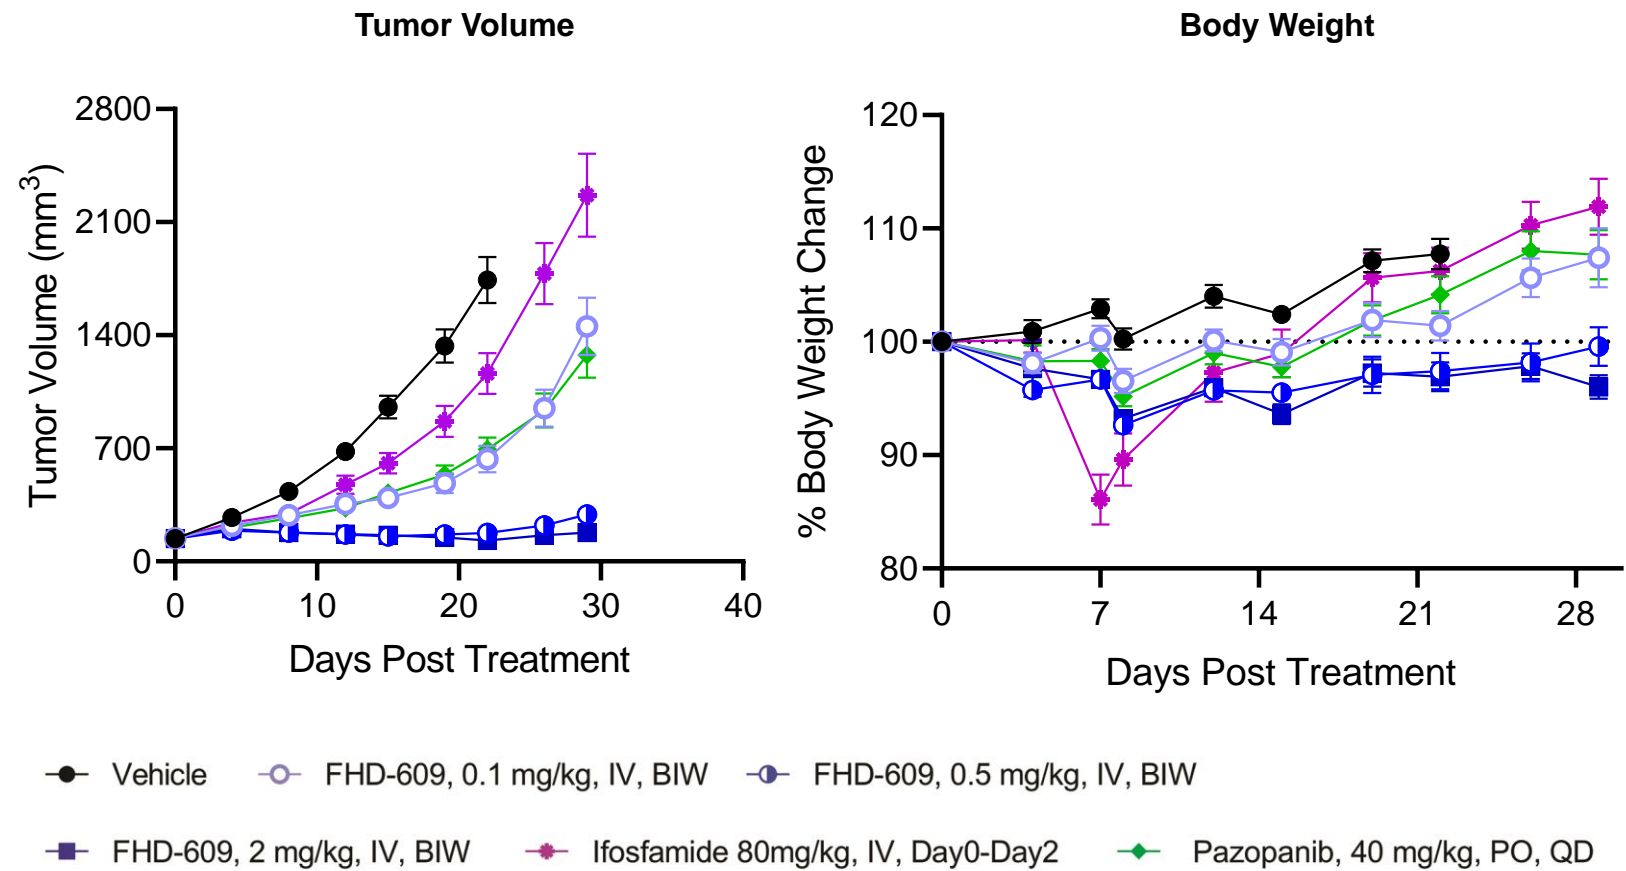 Tumor Volume
2800
2100
1400
700
0
0 10 20 30 40
Tumor Volume (mm³)
Days Post Treatment
Body Weight
120
110
100
90
80
0 7 14 21 28
% Body Weight Change
Days Post Treatment
Vehicle FHD-609, 0.1 mg/kg, IV, BIW FHD-609, 0.5 mg/kg, IV, BIW
FHD-609, 2 mg/kg, IV, BIW Ifosfamide 80mg/kg, IV, Day0-Day2 Pazopanib, 40 mg/kg, PO, QD